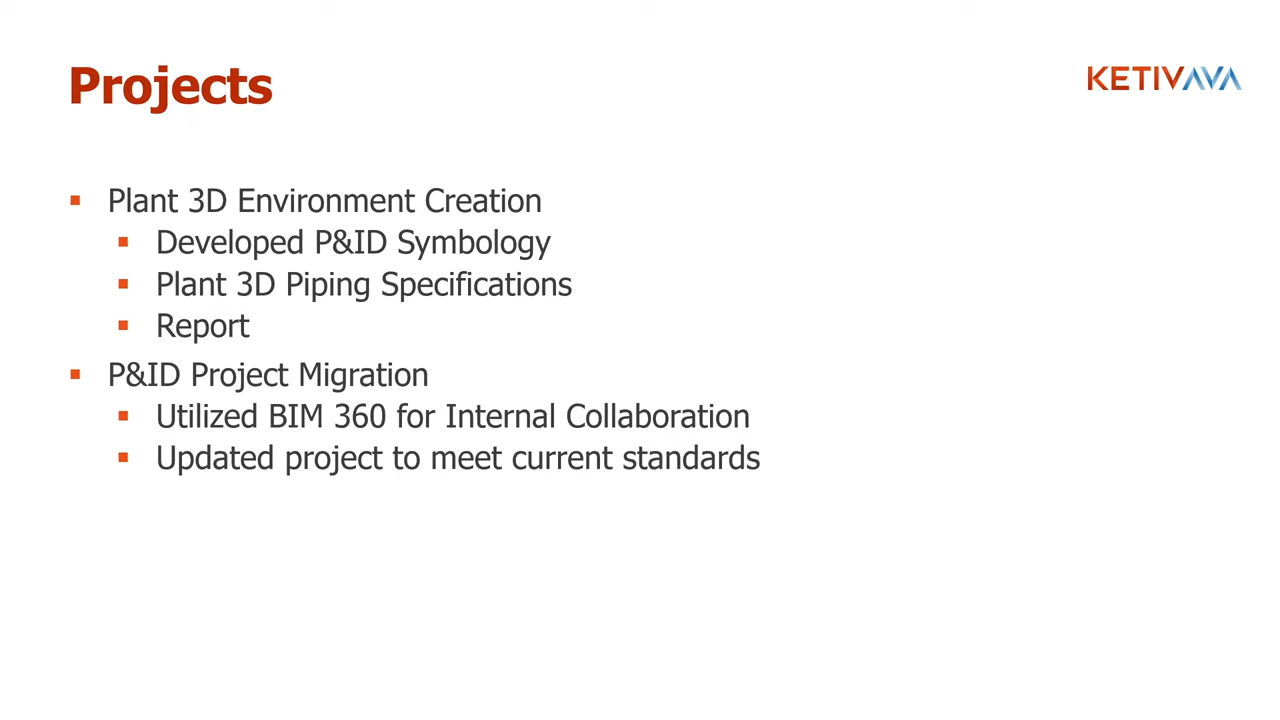 Projects
KETIVAVA
Plant 3D Environment Creation
Developed P&ID Symbology
Plant 3D Piping Specifications
Report
P&ID Project Migration
Utilized BIM 360 for Internal Collaboration
Updated project to meet current standards